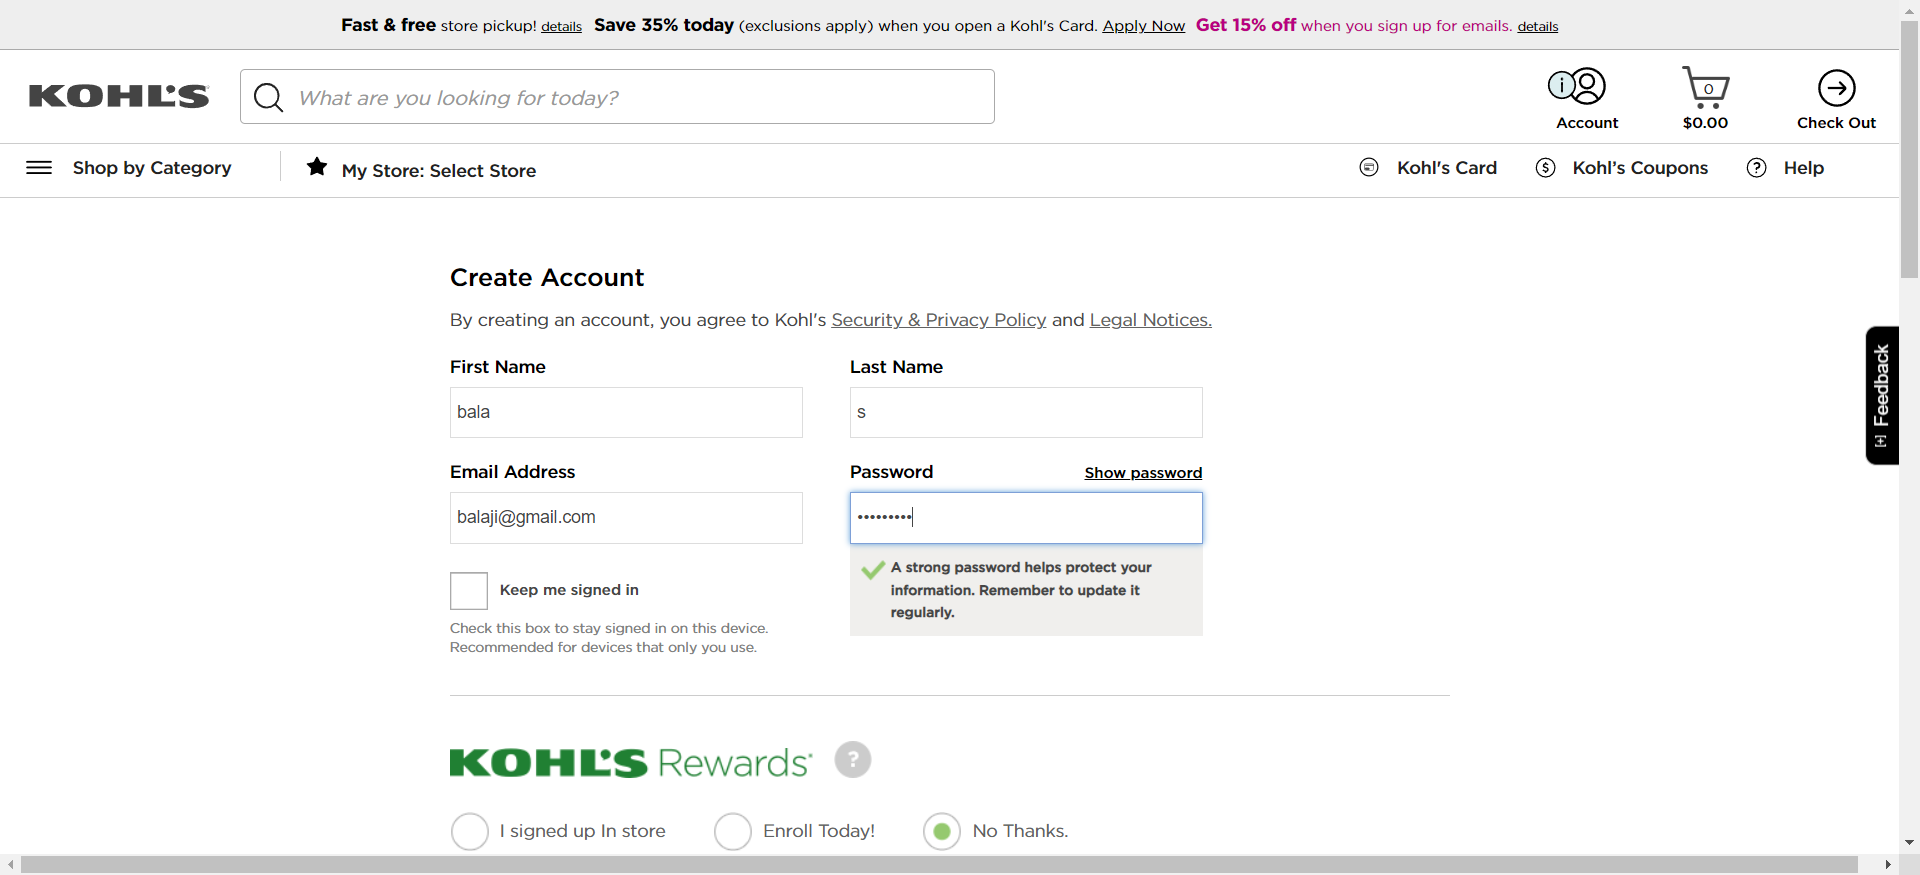 Fast & free store pickup! details Save 35% today (exclusions apply) when you open a Kohl's Card. Apply Now Get 15% off when you sign up for emails. details
KOHL'S
What are you looking for today?
i
Account
0
$0.00
Check Out
Shop by Category
My Store: Select Store
Kohl's Card
$
Kohl's Coupons
?
Help
Create Account
By creating an account, you agree to Kohl's Security & Privacy Policy and Legal Notices.
First Name
Last Name
bala
s
Email Address
Password
Show password
balaji@gmail.com
•••••••••
A strong password helps protect your
information. Remember to update it
regularly.
Keep me signed in
Check this box to stay signed in on this device.
Recommended for devices that only you use.
[+] Feedback
KOHL'S Rewards
?
I signed up In store
Enroll Today!
No Thanks.